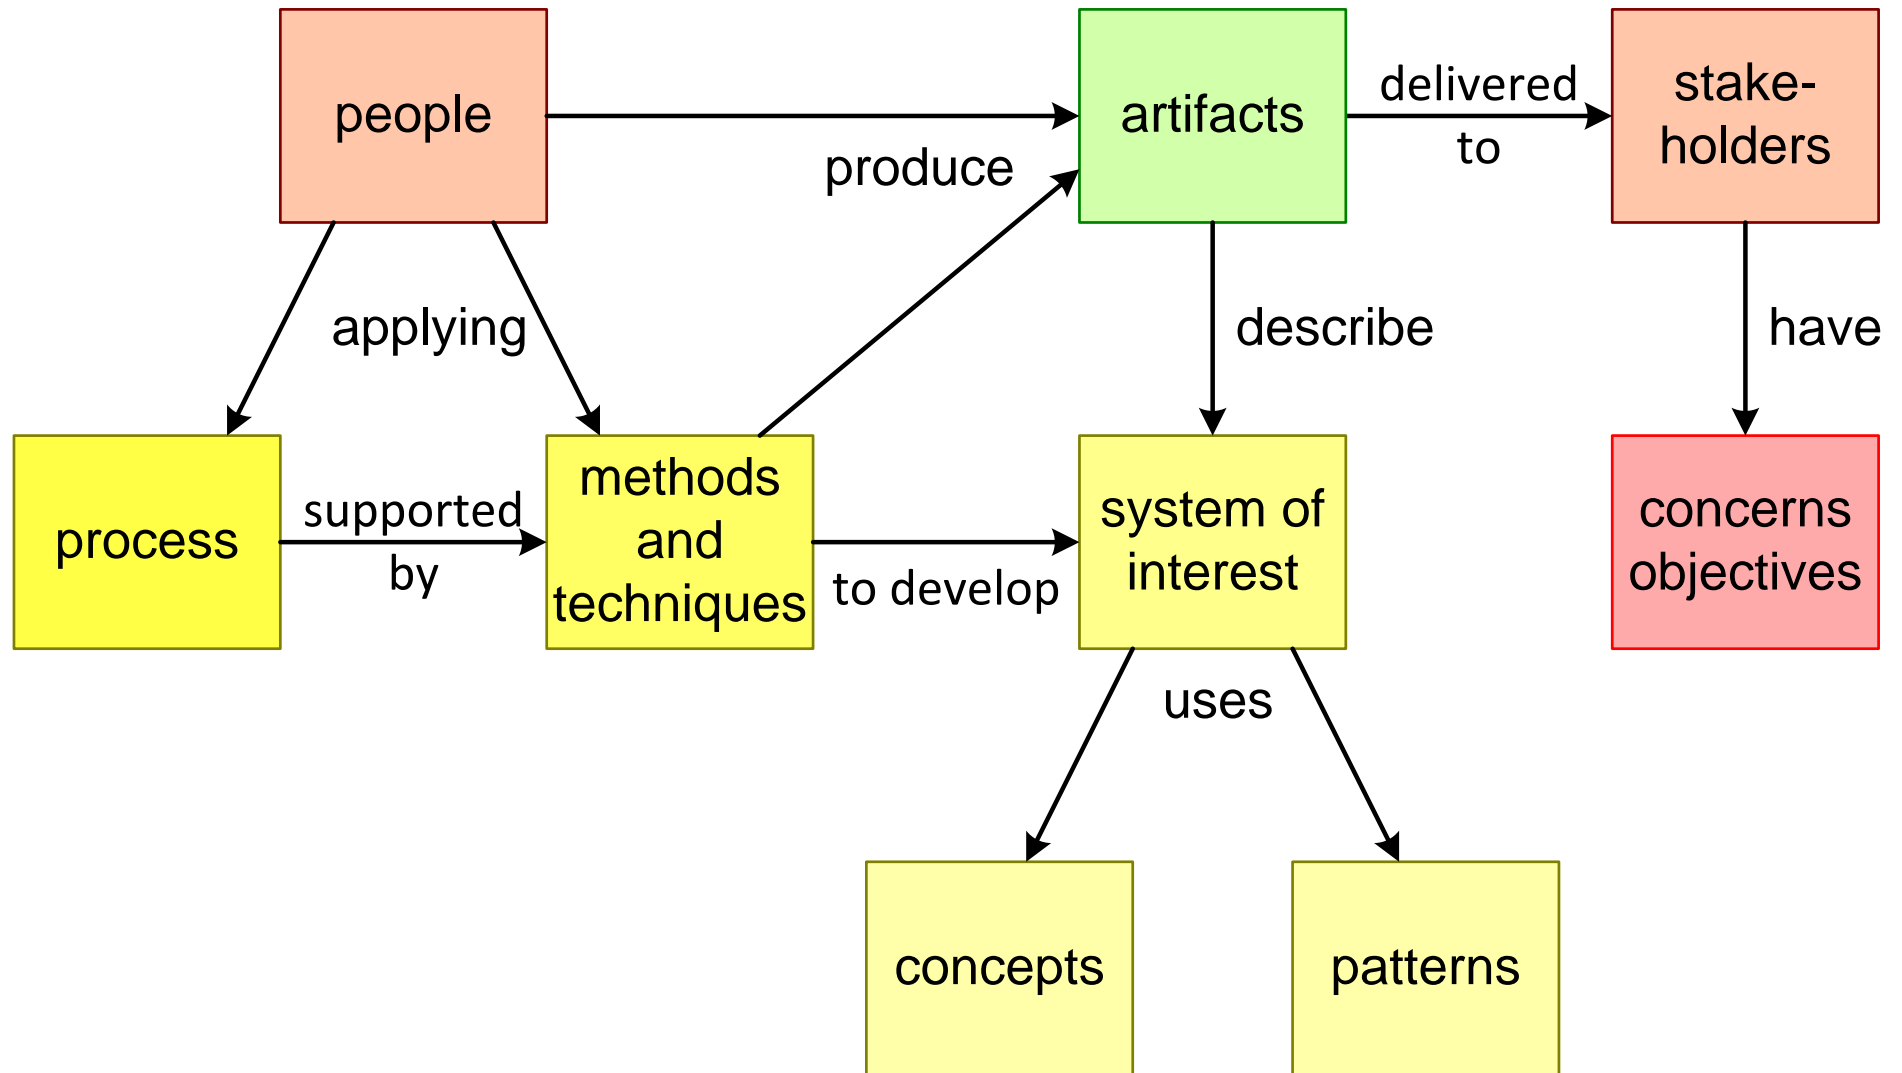 people
artifacts
delivered
to
stake-
holders
produce
applying
describe
have
process
supported
by
methods
and
techniques
to develop
system of
interest
concerns
objectives
uses
concepts
patterns